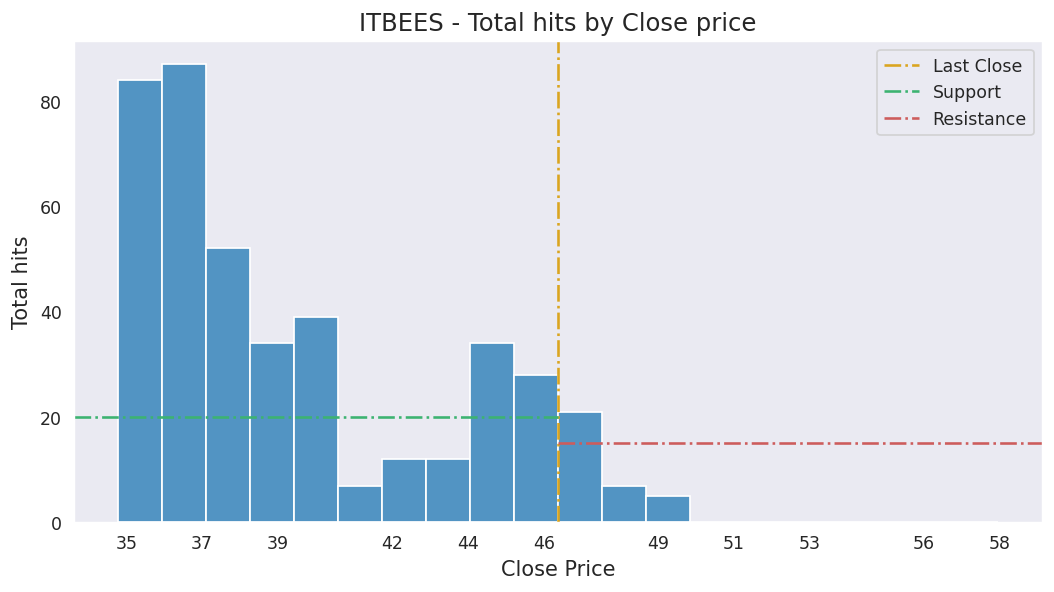 ITBEES - Total hits by Close price
Last Close
Support
Resistance
Total hits
80
60
40
20
0
35 37 39 42 44 46 49 51 53 56 58
Close Price